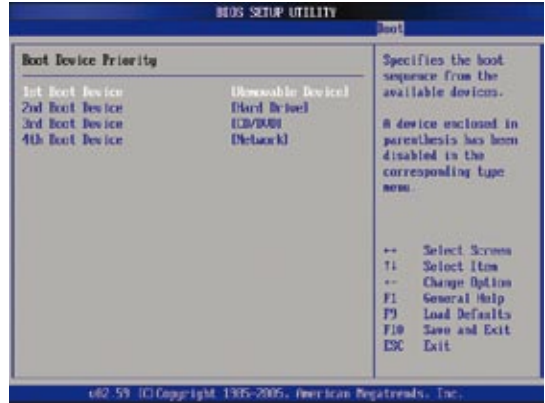 BIOS SETUP UTILITY
Boot
Boot Device Priority
1st Boot Device [Removable Device]
2nd Boot Device [Hard Drive]
3rd Boot Device [CD/DVD]
4th Boot Device [Network]
Specifies the boot
sequence from the
available devices.
A device enclosed in
parenthesis has been
disabled in the
corresponding type
menu.
↔ Select Screen
↑↓ Select Item
+- Change Option
F1 General Help
F9 Load Defaults
F10 Save and Exit
ESC Exit
v02.59 (C)Copyright 1985-2005, American Megatrends, Inc.